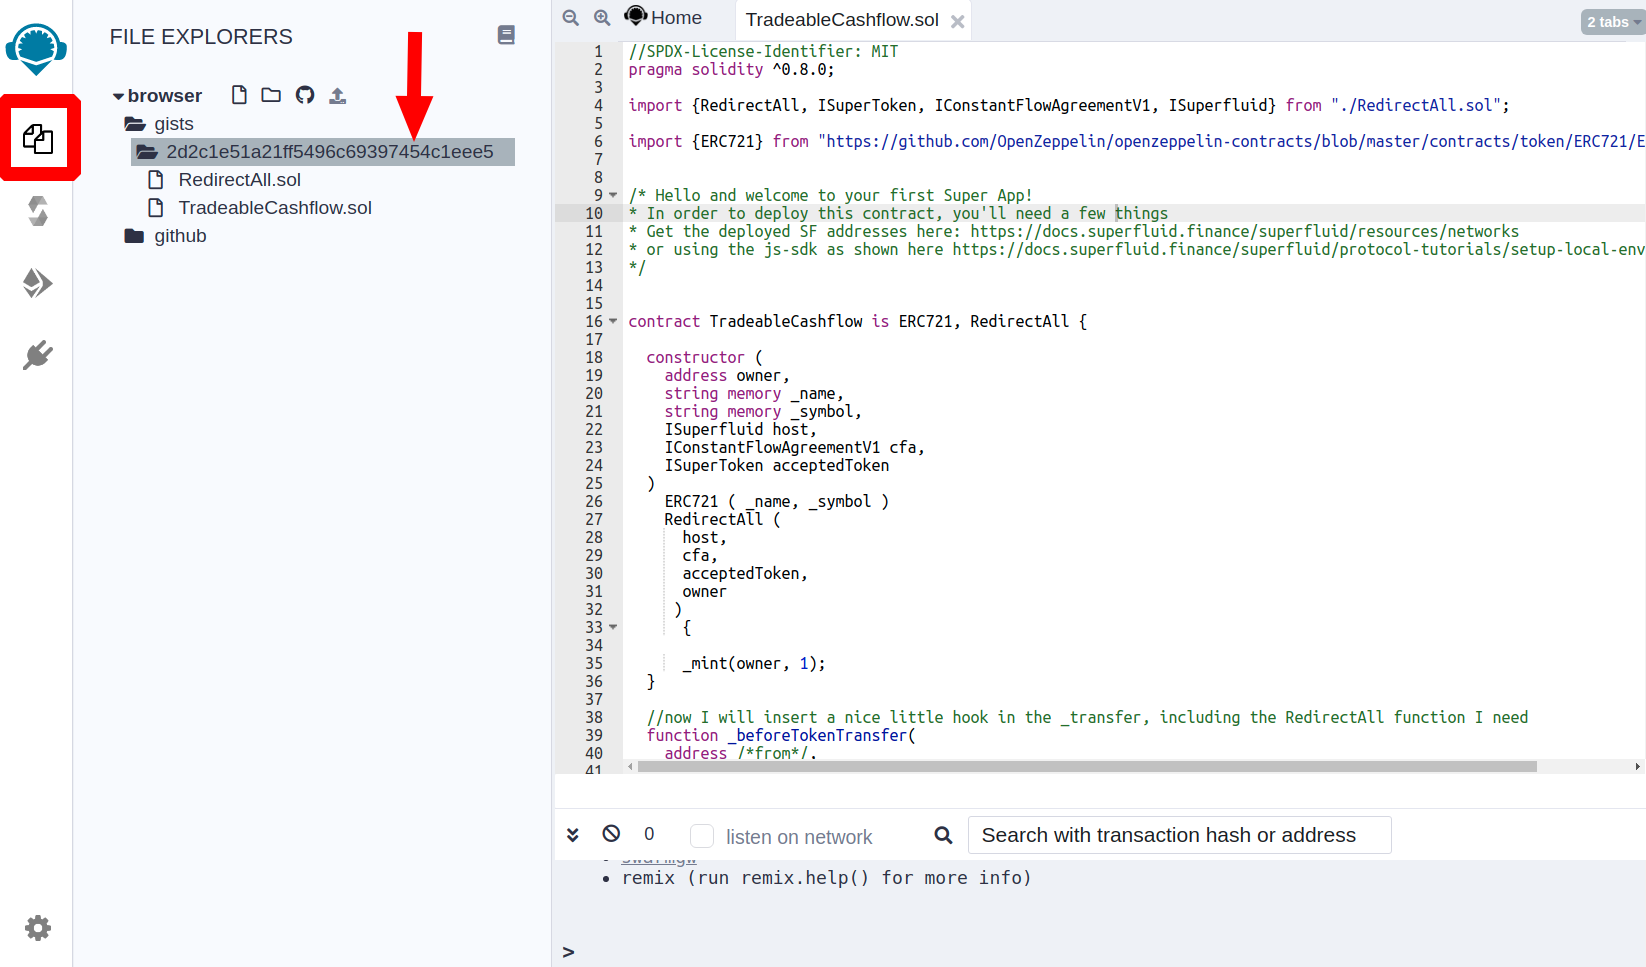 FILE EXPLORERS
browser
gists
2d2c1e51a21ff5496c69397454c1eee5
RedirectAll.sol
TradeableCashflow.sol
github
Home
TradeableCashflow.sol
2 tabs
1 //SPDX-License-Identifier: MIT
2 pragma solidity ^0.8.0;
3
4 import {RedirectAll, ISuperToken, IConstantFlowAgreementV1, ISuperfluid} from "./RedirectAll.sol";
5
6 import {ERC721} from "https://github.com/OpenZeppelin/openzeppelin-contracts/blob/master/contracts/token/ERC721/E
7
8
9 /* Hello and welcome to your first Super App!
10 * In order to deploy this contract, you'll need a few things
11 * Get the deployed SF addresses here: https://docs.superfluid.finance/superfluid/resources/networks
12 * or using the js-sdk as shown here https://docs.superfluid.finance/superfluid/protocol-tutorials/setup-local-env
13 */
14
15
16 contract TradeableCashflow is ERC721, RedirectAll {
17
18 constructor (
19 address owner,
20 string memory _name,
21 string memory _symbol,
22 ISuperfluid host,
23 IConstantFlowAgreementV1 cfa,
24 ISuperToken acceptedToken
25 )
26 ERC721 ( _name, _symbol )
27 RedirectAll (
28 host,
29 cfa,
30 acceptedToken,
31 owner
32 )
33 {
34
35 _mint(owner, 1);
36 }
37
38 //now I will insert a nice little hook in the _transfer, including the RedirectAll function I need
39 function _beforeTokenTransfer(
40 address /*from*/,
41
0
listen on network
Search with transaction hash or address
swarmgw
remix (run remix.help() for more info)
>